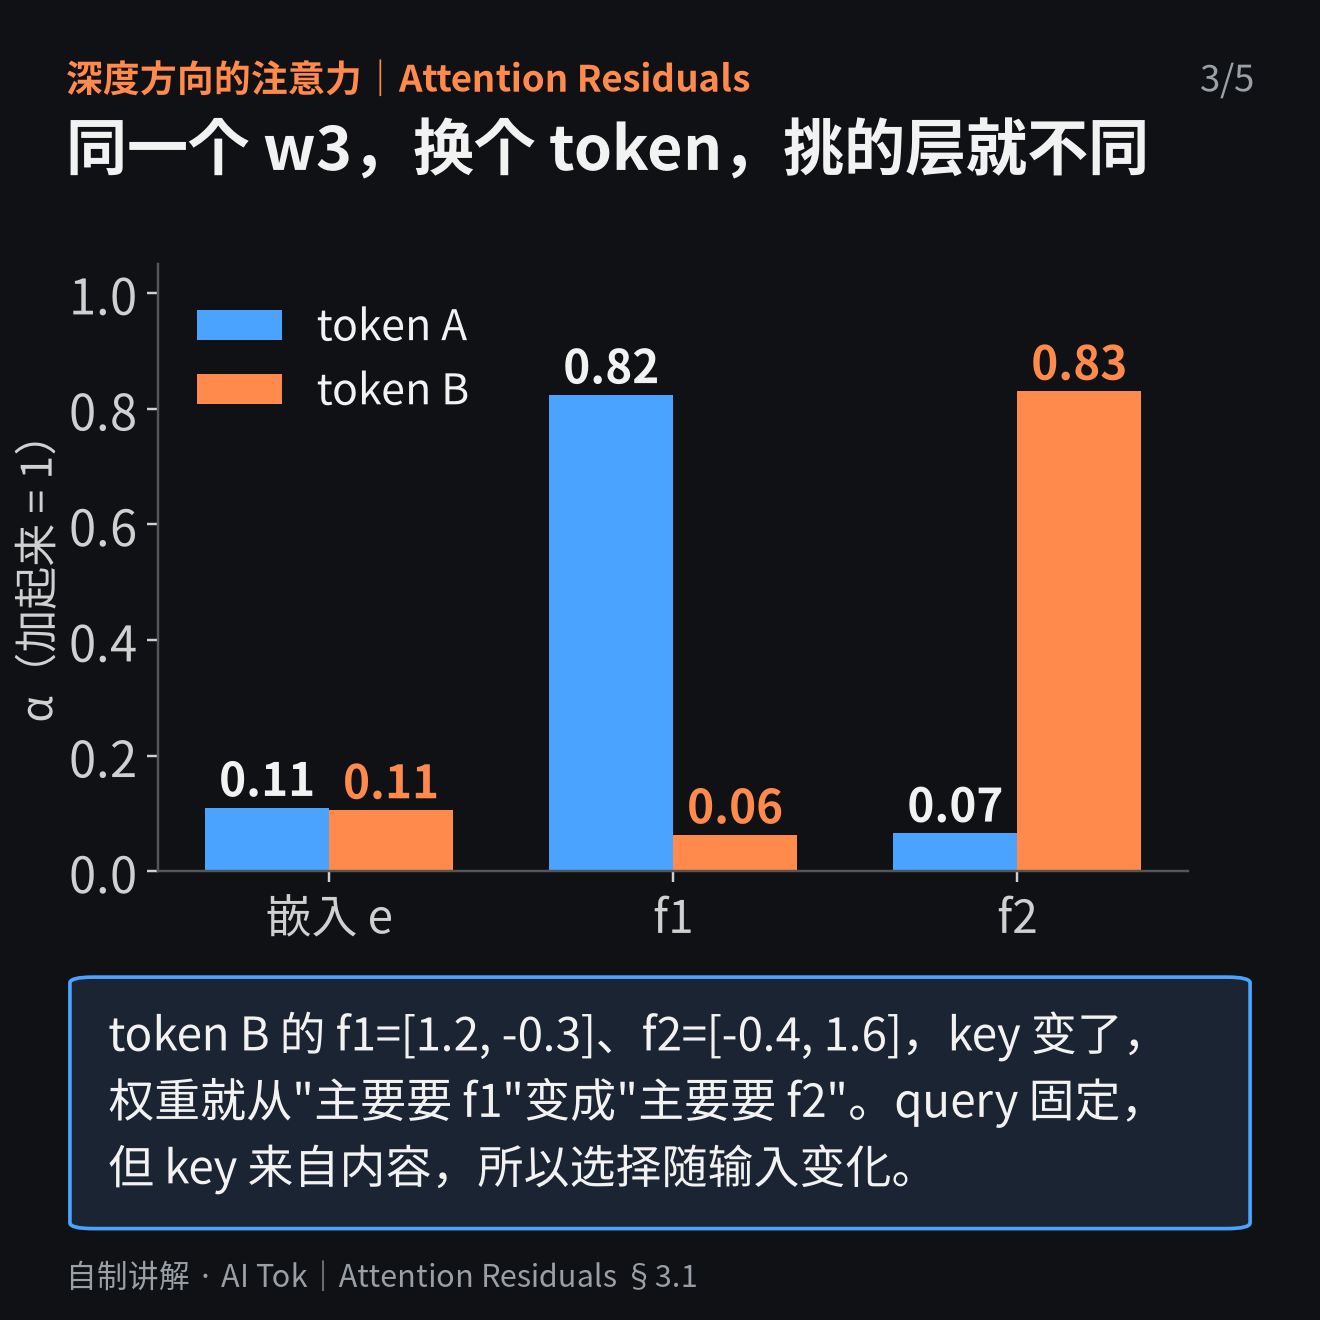 深度方向的注意力｜Attention Residuals
3/5
同一个 w3，换个 token，挑的层就不同
α（加起来 = 1）
1.0
0.8
0.6
0.4
0.2
0.0
token A
token B
0.11
0.11
0.82
0.06
0.07
0.83
嵌入 e
f1
f2
token B 的 f1=[1.2, -0.3]、f2=[-0.4, 1.6]，key 变了，
权重就从"主要要 f1"变成"主要要 f2"。query 固定，
但 key 来自内容，所以选择随输入变化。
自制讲解 · AI Tok｜Attention Residuals §3.1